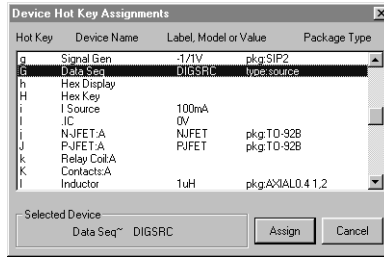 Device Hot Key Assignments
Hot Key Device Name Label, Model or Value Package Type
g Signal Gen -1/1V pkg:SIP2
G Data Seq DIGSRC type:source
h Hex Display
H Hex Key
i I Source 100mA
I .IC 0V
j N-JFET:A NJFET pkg:TO-92B
J P-JFET:A PJFET pkg:TO-92B
k Relay Coil:A
K Contacts:A
l Inductor 1uH pkg:AXIAL0.4 1,2
Selected Device
Data Seq~ DIGSRC
Assign Cancel